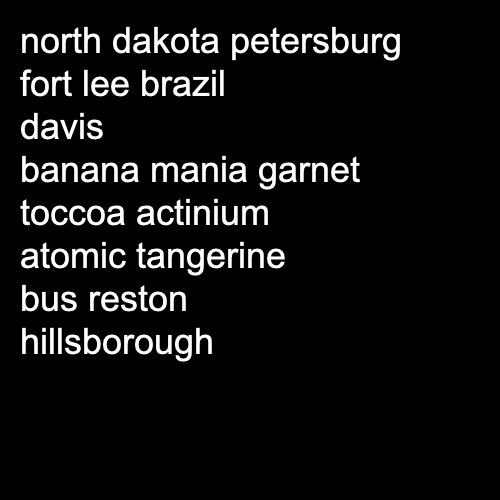 north dakota petersburg
fort lee brazil
davis
banana mania garnet
toccoa actinium
atomic tangerine
bus reston
hillsborough